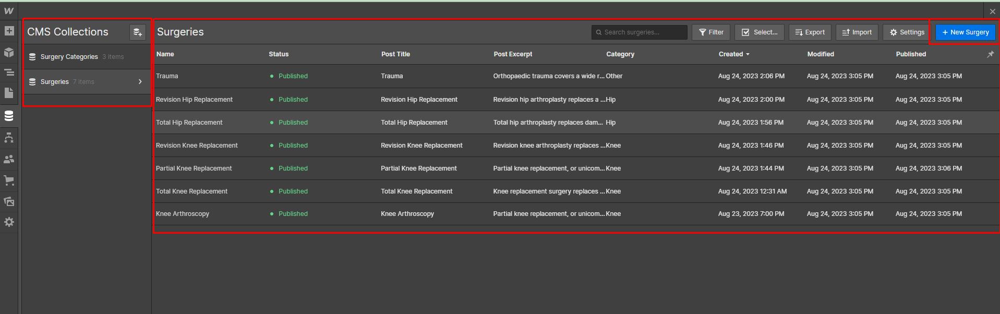 W
CMS Collections
Surgery Categories 3 items
Surgeries 7 items
Surgeries
Search surgeries...
Filter
Select...
Export
Import
Settings
+ New Surgery
Name Status Post Title Post Excerpt Category Created Modified Published
Trauma Published Trauma Orthopaedic trauma covers a wide r... Other Aug 24, 2023 2:06 PM Aug 24, 2023 3:05 PM Aug 24, 2023 3:05 PM
Revision Hip Replacement Published Revision Hip Replacement Revision hip arthroplasty replaces a ... Hip Aug 24, 2023 2:00 PM Aug 24, 2023 3:05 PM Aug 24, 2023 3:05 PM
Total Hip Replacement Published Total Hip Replacement Total hip arthroplasty replaces dam... Hip Aug 24, 2023 1:56 PM Aug 24, 2023 3:05 PM Aug 24, 2023 3:05 PM
Revision Knee Replacement Published Revision Knee Replacement Revision knee arthroplasty replaces ... Knee Aug 24, 2023 1:46 PM Aug 24, 2023 3:05 PM Aug 24, 2023 3:05 PM
Partial Knee Replacement Published Partial Knee Replacement Partial knee replacement, or unicom... Knee Aug 24, 2023 1:44 PM Aug 24, 2023 3:05 PM Aug 24, 2023 3:06 PM
Total Knee Replacement Published Total Knee Replacement Knee replacement surgery replaces ... Knee Aug 24, 2023 12:31 AM Aug 24, 2023 3:05 PM Aug 24, 2023 3:05 PM
Knee Arthroscopy Published Knee Arthroscopy Partial knee replacement, or unicom... Knee Aug 23, 2023 7:00 PM Aug 24, 2023 3:05 PM Aug 24, 2023 3:05 PM